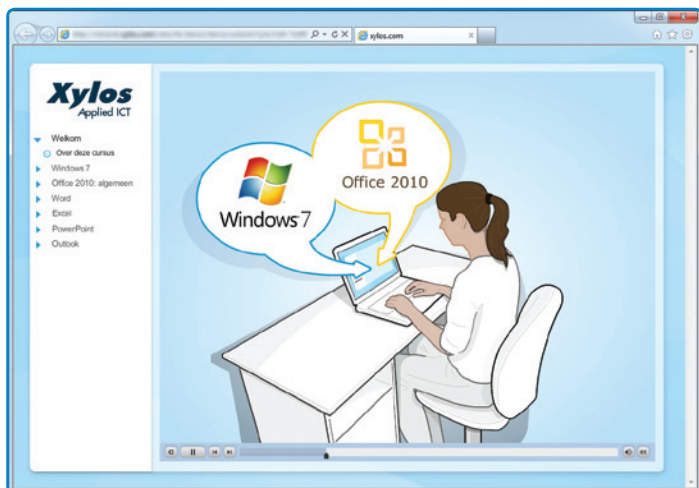 xylos.com
Xylos
Applied ICT
Welkom
Over deze cursus
Windows 7
Office 2010: algemeen
Word
Excel
PowerPoint
Outlook
Office 2010
Windows 7